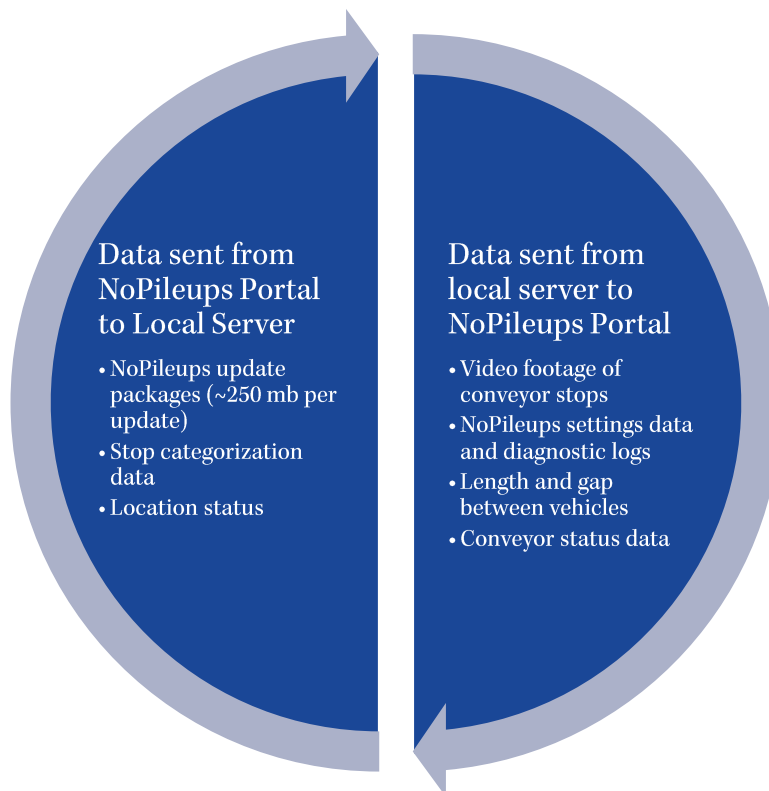 Data sent from
NoPileups Portal
to Local Server
• NoPileups update
packages (~250 mb per
update)
• Stop categorization
data
• Location status
Data sent from
local server to
NoPileups Portal
• Video footage of
conveyor stops
• NoPileups settings data
and diagnostic logs
• Length and gap
between vehicles
• Conveyor status data